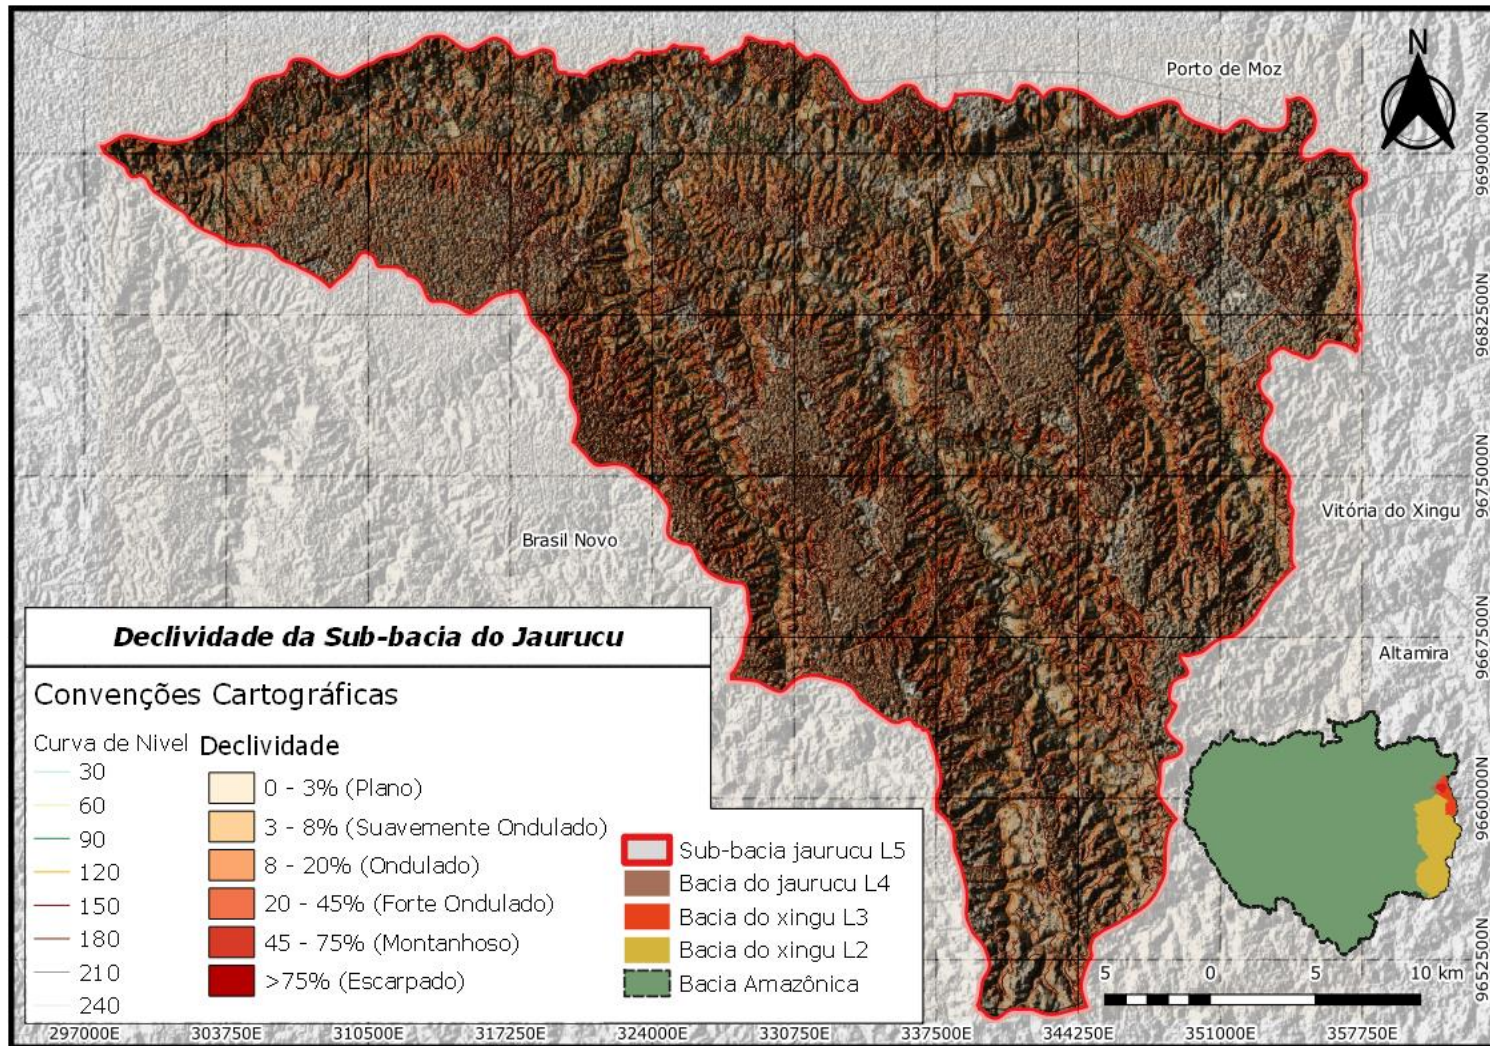 N
Porto de Moz
9690000N
9682500N
9675000N
Vitória do Xingu
Brasil Novo
9667500N
Altamira
9660000N
9652500N
Declividade da Sub-bacia do Jaurucu
Convenções Cartográficas
Curva de Nivel
30
60
90
120
150
180
210
240
Declividade
0 - 3% (Plano)
3 - 8% (Suavemente Ondulado)
8 - 20% (Ondulado)
20 - 45% (Forte Ondulado)
45 - 75% (Montanhoso)
>75% (Escarpado)
Sub-bacia jaurucu L5
Bacia do jaurucu L4
Bacia do xingu L3
Bacia do xingu L2
Bacia Amazônica
5 0 5 10 km
297000E 303750E 310500E 317250E 324000E 330750E 337500E 344250E 351000E 357750E